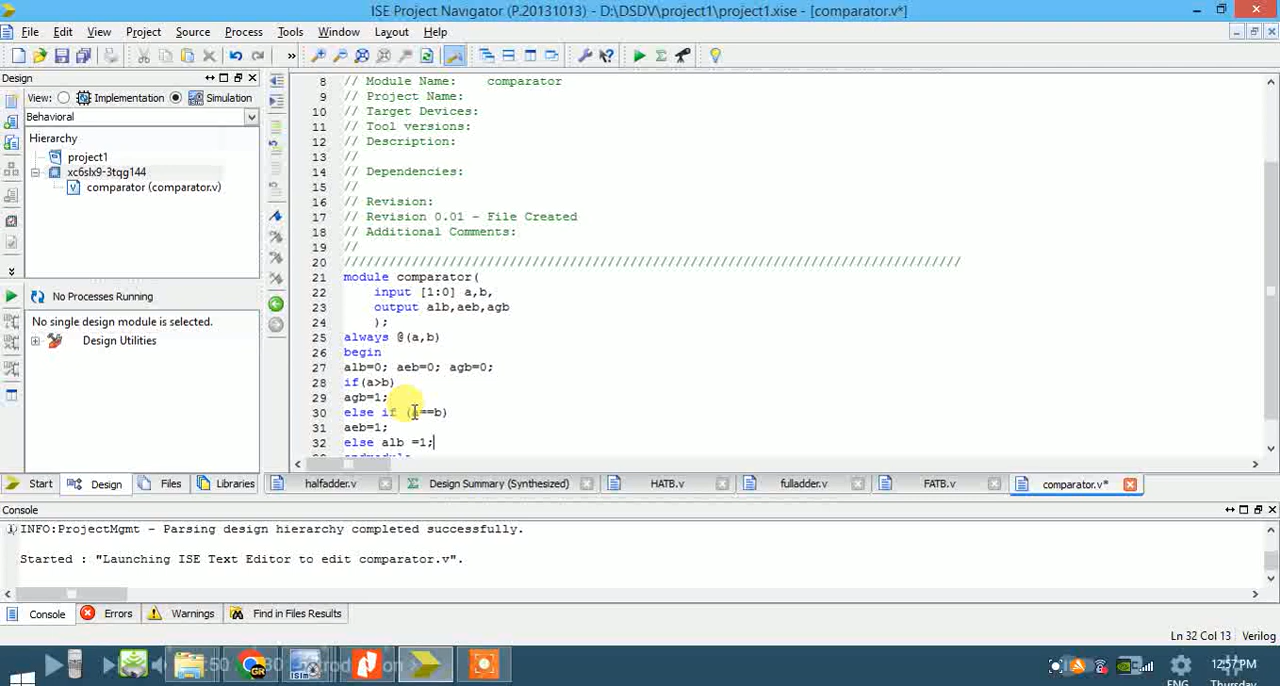 ISE Project Navigator (P.20131013) - D:\DSDV\project1\project1.xise - [comparator.v*]
File Edit View Project Source Process Tools Window Layout Help
Design
View: Implementation Simulation
Behavioral
Hierarchy
project1
xc6slx9-3tqg144
comparator (comparator.v)
No Processes Running
No single design module is selected.
Design Utilities
Start Design Files Libraries
8 // Module Name: comparator
9 // Project Name:
10 // Target Devices:
11 // Tool versions:
12 // Description:
13 //
14 // Dependencies:
15 //
16 // Revision:
17 // Revision 0.01 - File Created
18 // Additional Comments:
19 //
20 //////////////////////////////////////////////////////////////////////////////////
21 module comparator(
22 input [1:0] a,b,
23 output alb,aeb,agb
24 );
25 always @(a,b)
26 begin
27 alb=0; aeb=0; agb=0;
28 if(a>b)
29 agb=1;
30 else if (a==b)
31 aeb=1;
32 else alb =1;
endmodule
halfadder.v Design Summary (Synthesized) HATB.v fulladder.v FATB.v comparator.v*
Console
INFO:ProjectMgmt - Parsing design hierarchy completed successfully.
Started : "Launching ISE Text Editor to edit comparator.v".
Console Errors Warnings Find in Files Results
Ln 32 Col 13 Verilog
12:57 PM
ENG
Thursday